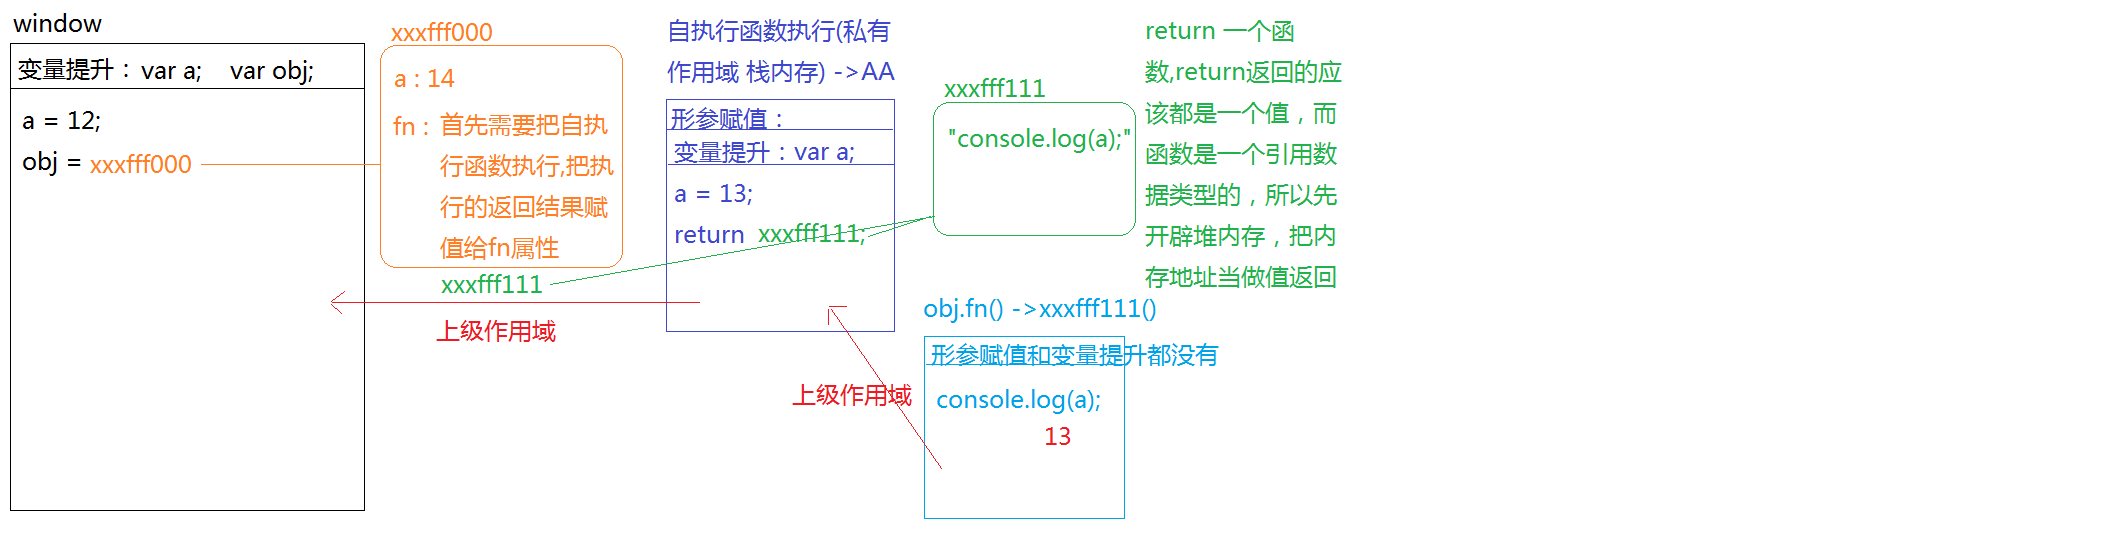 window
变量提升： var a; var obj;
a = 12;
obj = xxxfff000
xxxfff000
a : 14
fn : 首先需要把自执
行函数执行,把执
行的返回结果赋
值给fn属性
xxxfff111
上级作用域
自执行函数执行(私有
作用域 栈内存) ->AA
形参赋值：
变量提升：var a;
a = 13;
return xxxfff111;
xxxfff111
"console.log(a);"
return 一个函
数,return返回的应
该都是一个值，而
函数是一个引用数
据类型的，所以先
开辟堆内存，把内
存地址当做值返回
obj.fn() ->xxxfff111()
形参赋值和变量提升都没有
console.log(a);
13
上级作用域